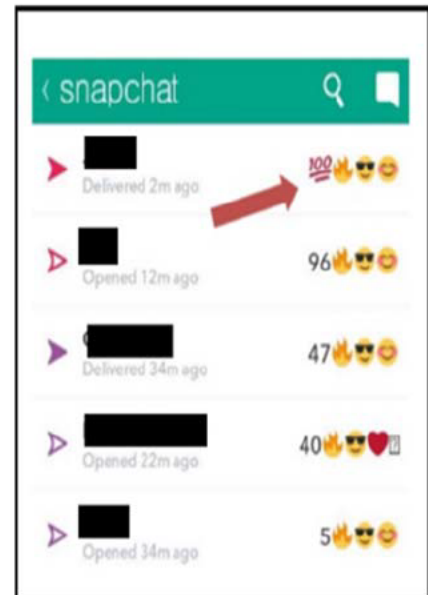 snapchat
💯🔥😎😊
Delivered 2m ago
96🔥😎😊
Opened 12m ago
47🔥😎😊
Delivered 34m ago
40🔥😎❤️
Opened 22m ago
5🔥😎😊
Opened 34m ago